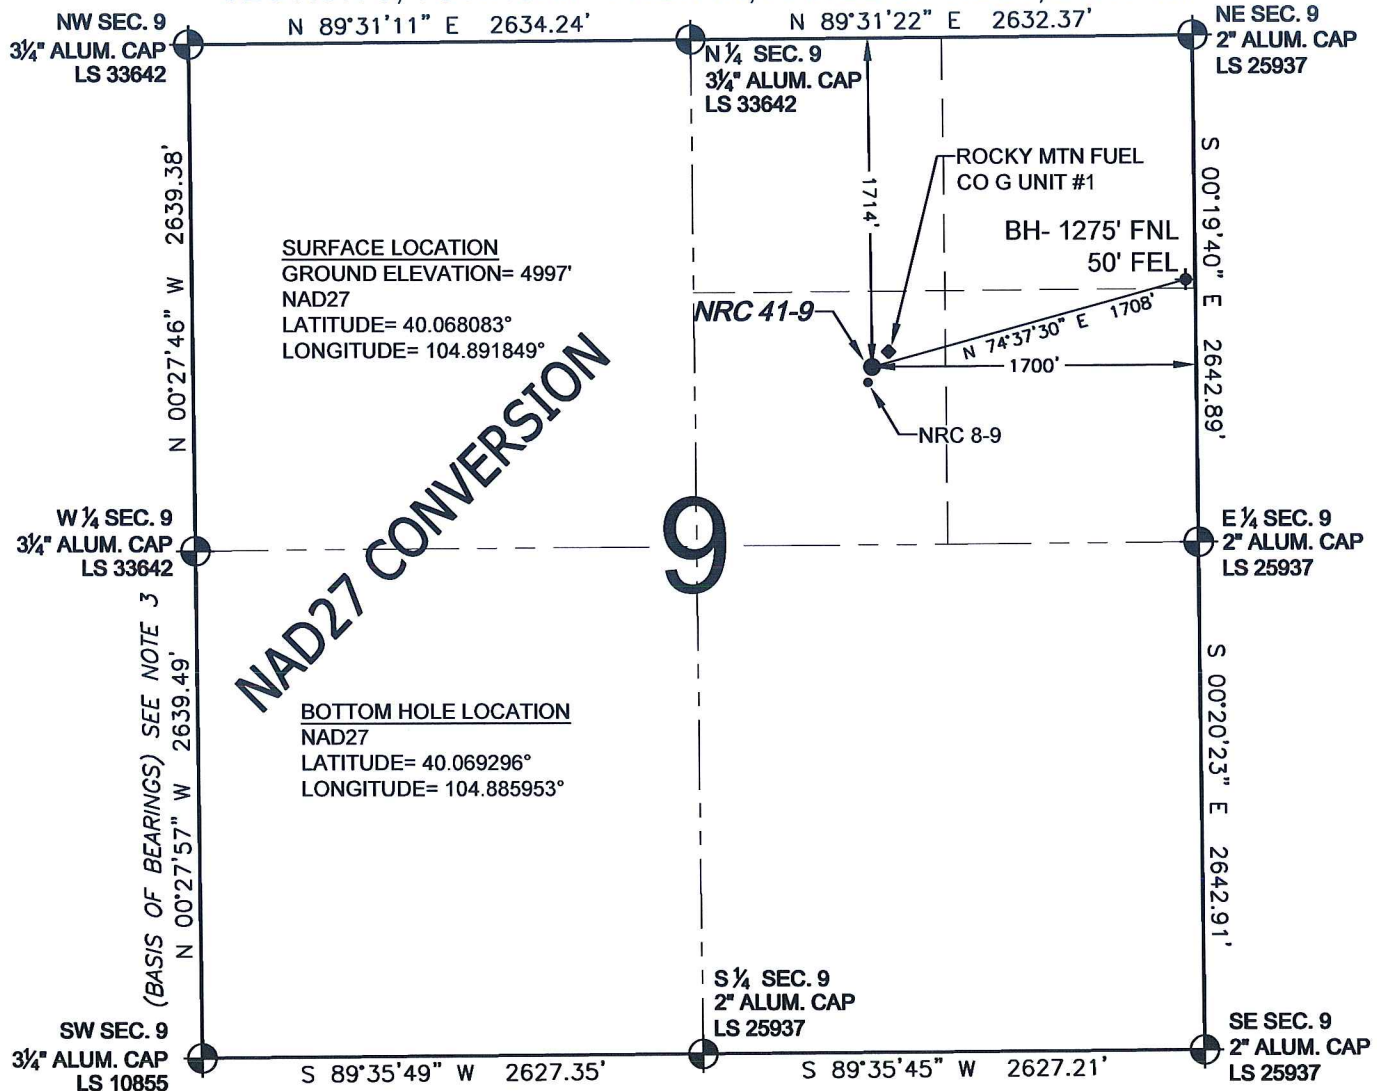 N 89°31'11" E 2634.24'
N 89°31'22" E 2632.37'
NW SEC. 9
3¼" ALUM. CAP
LS 33642
N ¼ SEC. 9
3¼" ALUM. CAP
LS 33642
NE SEC. 9
2" ALUM. CAP
LS 25937
N 00°27'46" W 2639.38'
SURFACE LOCATION
GROUND ELEVATION= 4997'
NAD27
LATITUDE= 40.068083°
LONGITUDE= 104.891849°
1714'
ROCKY MTN FUEL
CO G UNIT #1
BH- 1275' FNL
50' FEL
NRC 41-9
N 74°37'30" E 1708'
1700'
NRC 8-9
S 00°19'40" E 2642.89'
NAD27 CONVERSION
W ¼ SEC. 9
3¼" ALUM. CAP
LS 33642
9
E ¼ SEC. 9
2" ALUM. CAP
LS 25937
(BASIS OF BEARINGS) SEE NOTE 3
N 00°27'57" W 2639.49'
BOTTOM HOLE LOCATION
NAD27
LATITUDE= 40.069296°
LONGITUDE= 104.885953°
S 00°20'23" E 2642.91'
SW SEC. 9
3¼" ALUM. CAP
LS 10855
S ¼ SEC. 9
2" ALUM. CAP
LS 25937
SE SEC. 9
2" ALUM. CAP
LS 25937
S 89°35'49" W 2627.35'
S 89°35'45" W 2627.21'